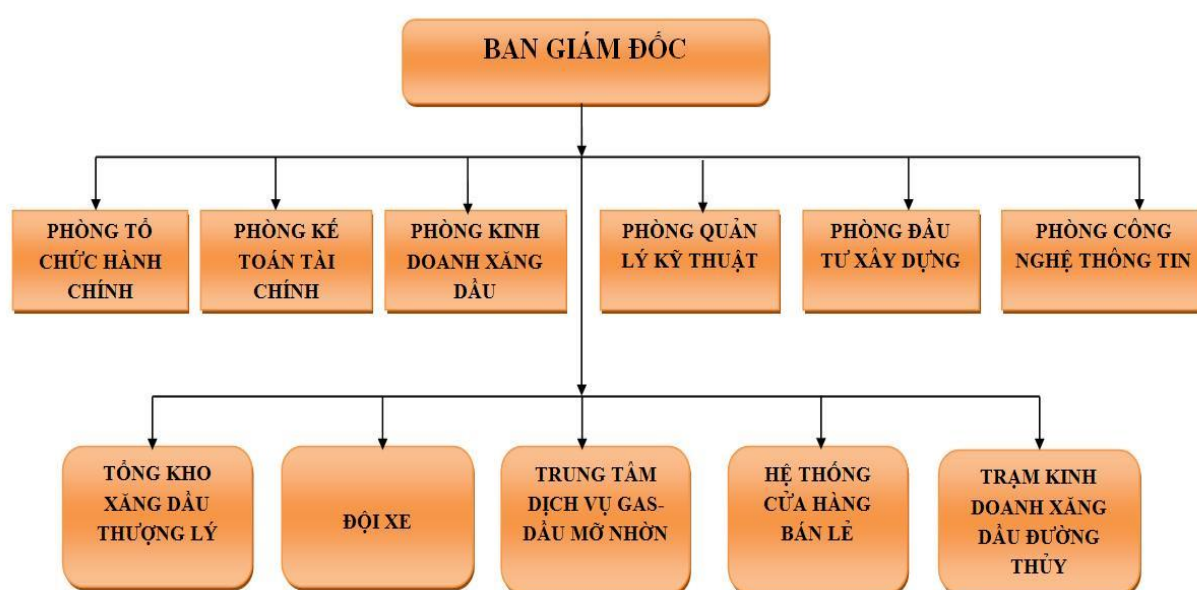 BAN GIÁM ĐỐC
PHÒNG TỔ
CHỨC HÀNH
CHÍNH
PHÒNG KẾ
TOÁN TÀI
CHÍNH
PHÒNG KINH
DOANH XĂNG
DẦU
PHÒNG QUẢN
LÝ KỸ THUẬT
PHÒNG ĐẦU
TƯ XÂY DỰNG
PHÒNG CÔNG
NGHỆ THÔNG TIN
TỔNG KHO
XĂNG DẦU
THƯỢNG LÝ
ĐỘI XE
TRUNG TÂM
DỊCH VỤ GAS-
DẦU MỠ NHỜN
HỆ THỐNG
CỬA HÀNG
BÁN LẺ
TRẠM KINH
DOANH XĂNG
DẦU ĐƯỜNG
THỦY